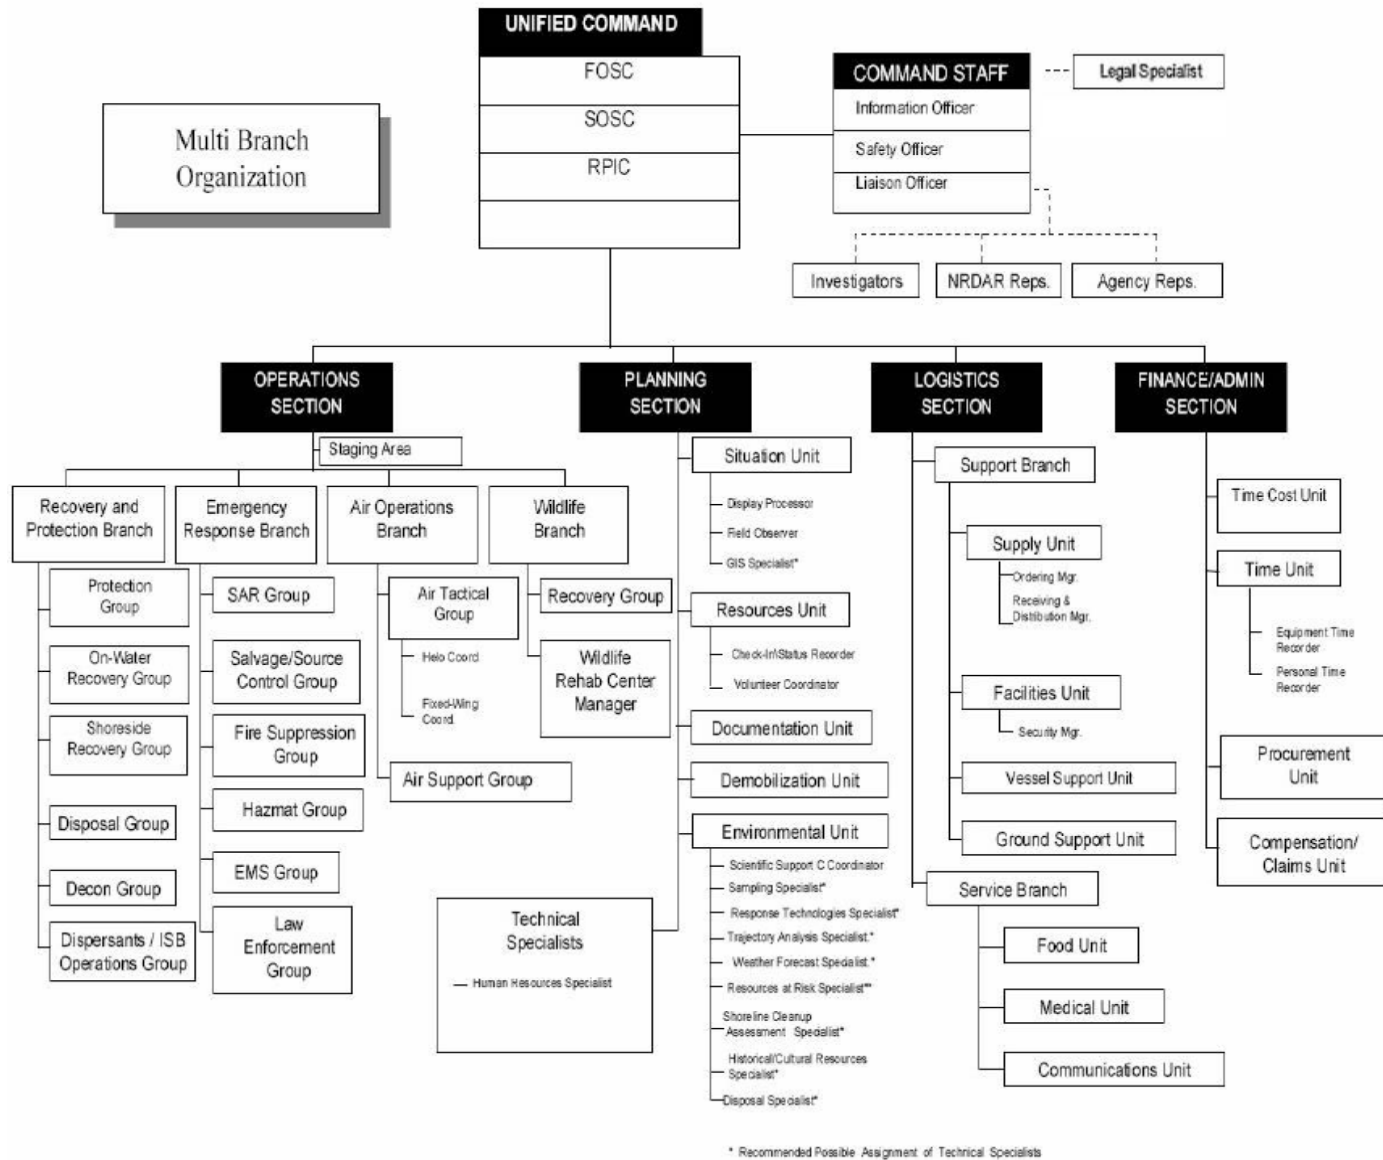 UNIFIED COMMAND
FOSC
SOSC
RPIC
COMMAND STAFF
Information Officer
Safety Officer
Liaison Officer
Legal Specialist
Multi Branch
Organization
Investigators
NRDAR Reps.
Agency Reps.
OPERATIONS
SECTION
PLANNING
SECTION
LOGISTICS
SECTION
FINANCE/ADMIN
SECTION
Staging Area
Recovery and
Protection Branch
Emergency
Response Branch
Air Operations
Branch
Wildlife
Branch
Protection
Group
On-Water
Recovery Group
Shoreside
Recovery Group
Disposal Group
Decon Group
Dispersants / ISB
Operations Group
SAR Group
Salvage/Source
Control Group
Fire Suppression
Group
Hazmat Group
EMS Group
Law
Enforcement
Group
Air Tactical
Group
Helo Coord
Fixed-Wing
Coord.
Air Support Group
Recovery Group
Wildlife
Rehab Center
Manager
Situation Unit
Display Processor
Field Observer
GIS Specialist*
Resources Unit
Check-In\Status Recorder
Volunteer Coordinator
Documentation Unit
Demobilization Unit
Environmental Unit
Scientific Support C Coordinator
Sampling Specialist*
Response Technologies Specialist*
Trajectory Analysis Specialist.*
Weather Forecast Specialist.*
Resources at Risk Specialist**
Shoreline Cleanup
Assessment Specialist*
Historical/Cultural Resources
Specialist*
Disposal Specialist*
Technical
Specialists
Human Resources Specialist
Support Branch
Supply Unit
Ordering Mgr.
Receiving &
Distribution Mgr.
Facilities Unit
Security Mgr.
Vessel Support Unit
Ground Support Unit
Service Branch
Food Unit
Medical Unit
Communications Unit
Time Cost Unit
Time Unit
Equipment Time
Recorder
Personal Time
Recorder
Procurement
Unit
Compensation/
Claims Unit
* Recommended Possible Assignment of Technical Specialists